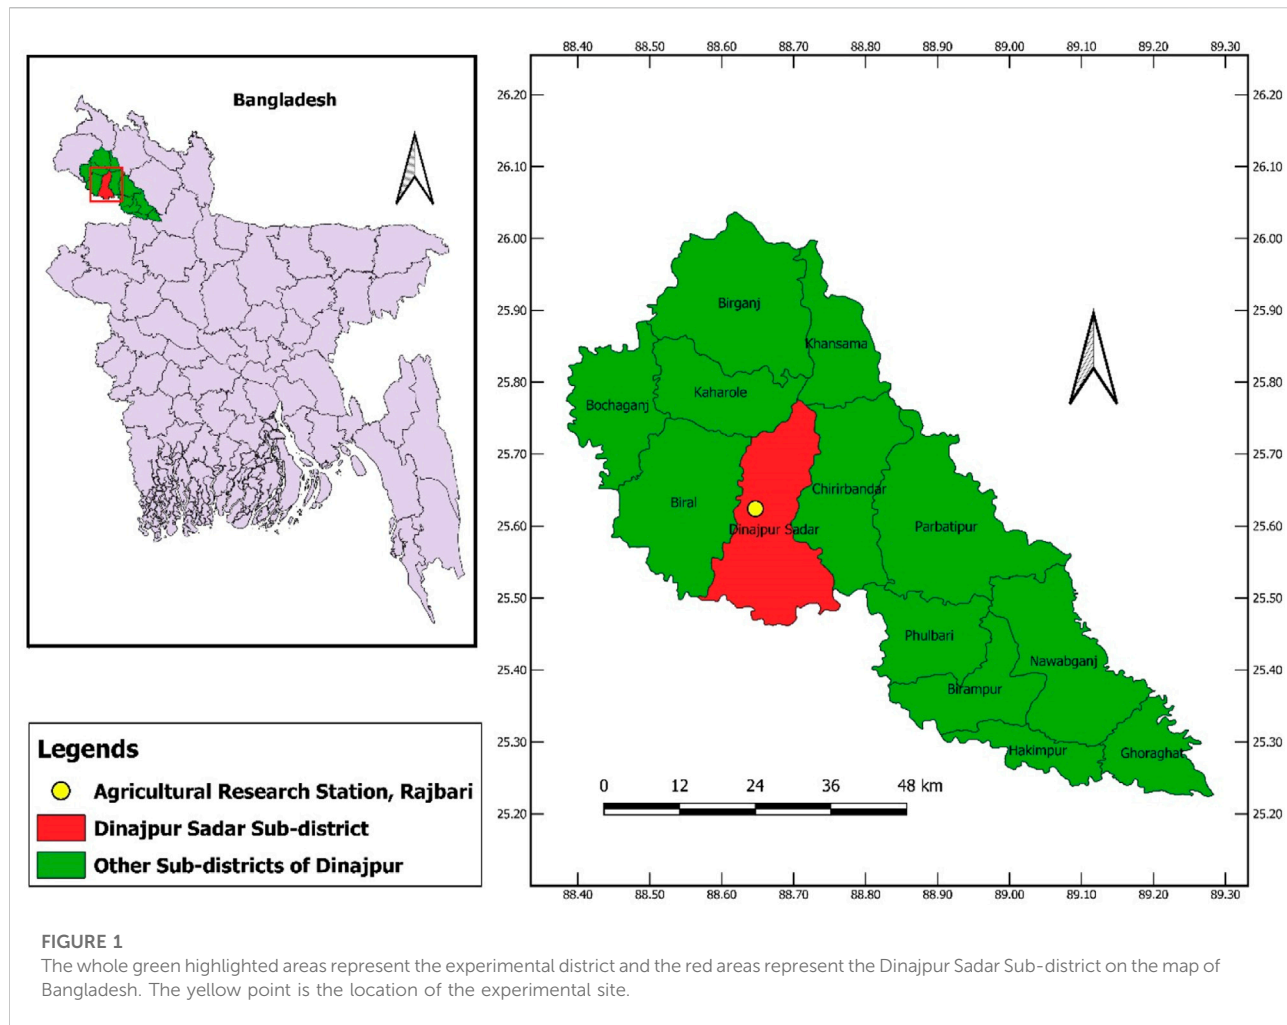 Bangladesh
88.40 88.50 88.60 88.70 88.80 88.90 89.00 89.10 89.20 89.30
26.20 26.20
26.10 26.10
26.00 26.00
25.90 25.90
25.80 25.80
25.70 25.70
25.60 25.60
25.50 25.50
25.40 25.40
25.30 25.30
25.20 25.20
Birganj
Khansama
Kaharole
Bochaganj
Chirirbandar
Biral
Dinajpur Sadar
Parbatipur
Phulbari
Nawabganj
Birampur
Hakimpur
Ghoraghat
0 12 24 36 48 km
88.40 88.50 88.60 88.70 88.80 88.90 89.00 89.10 89.20 89.30
Legends
Agricultural Research Station, Rajbari
Dinajpur Sadar Sub-district
Other Sub-districts of Dinajpur
FIGURE 1
The whole green highlighted areas represent the experimental district and the red areas represent the Dinajpur Sadar Sub-district on the map of
Bangladesh. The yellow point is the location of the experimental site.